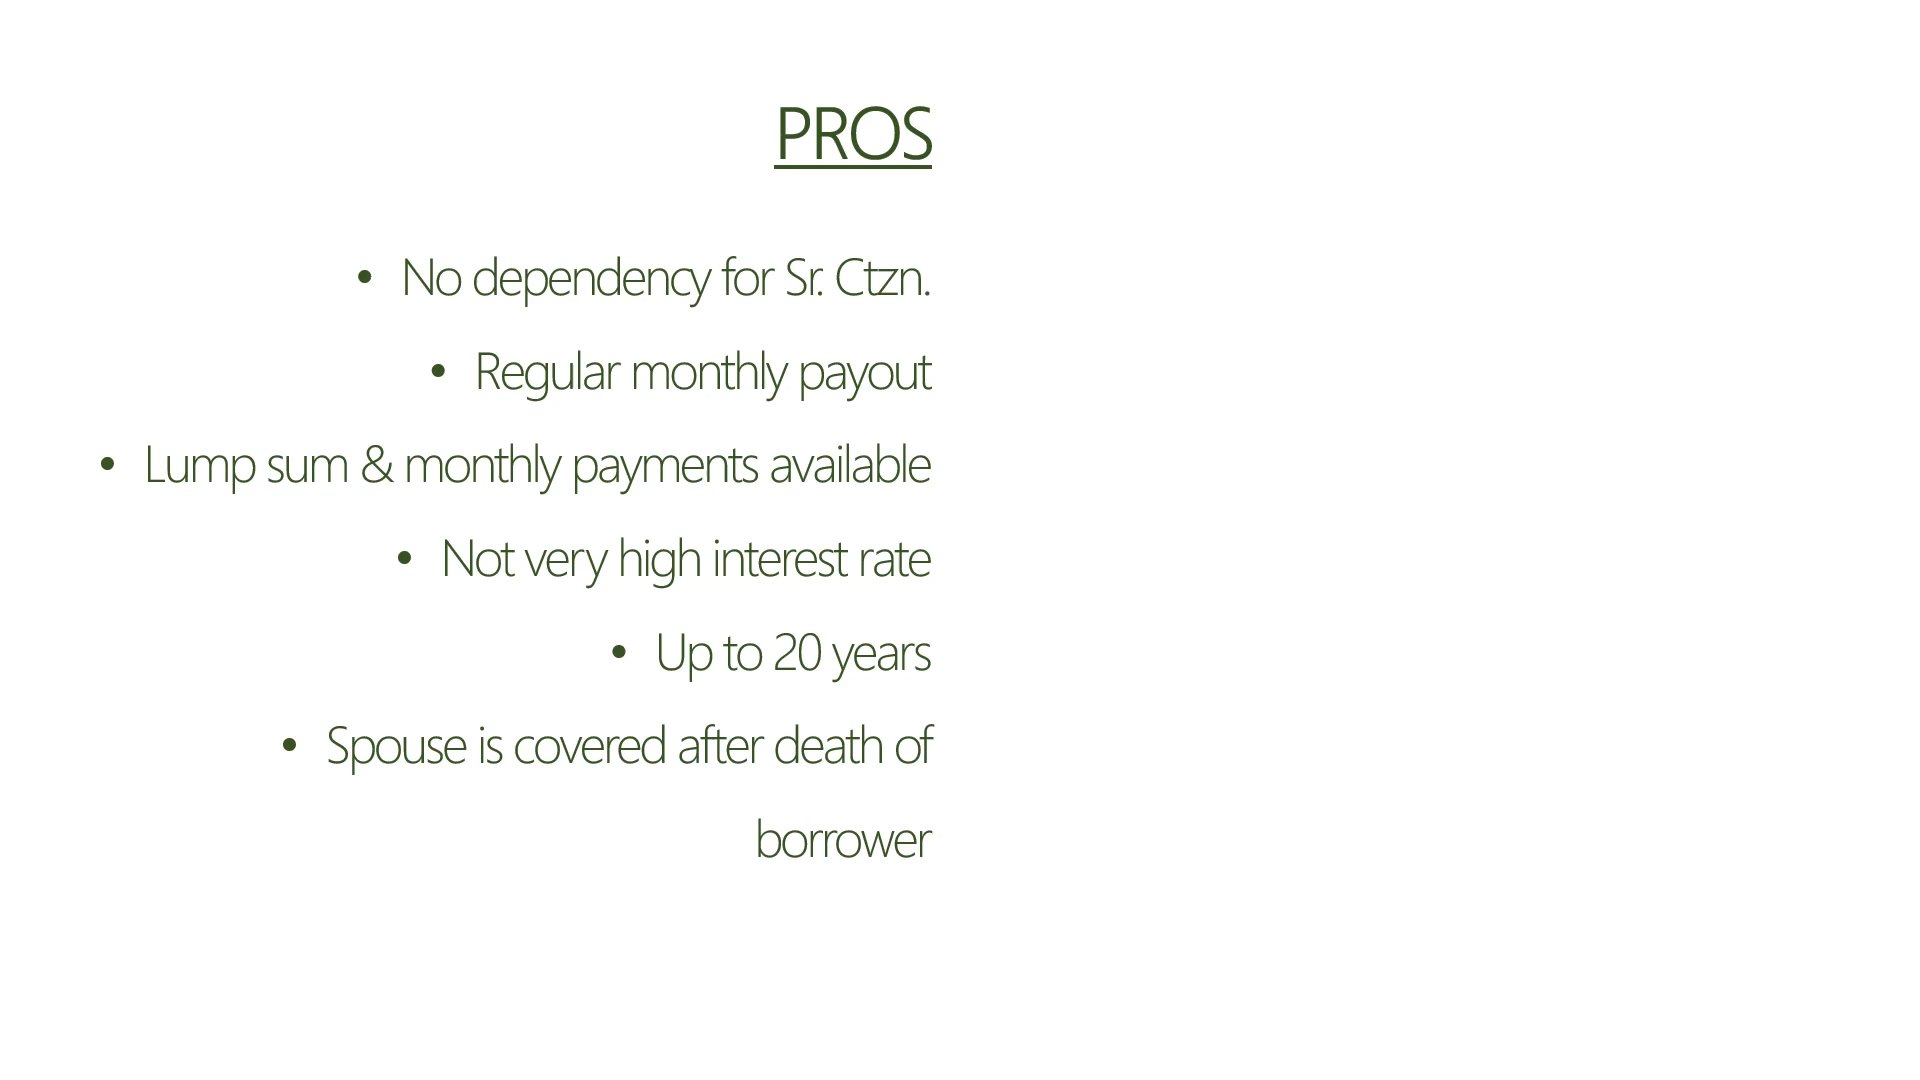 PROS
• No dependency for Sr. Ctzn.
• Regular monthly payout
• Lump sum & monthly payments available
• Not very high interest rate
• Up to 20 years
• Spouse is covered after death of
borrower